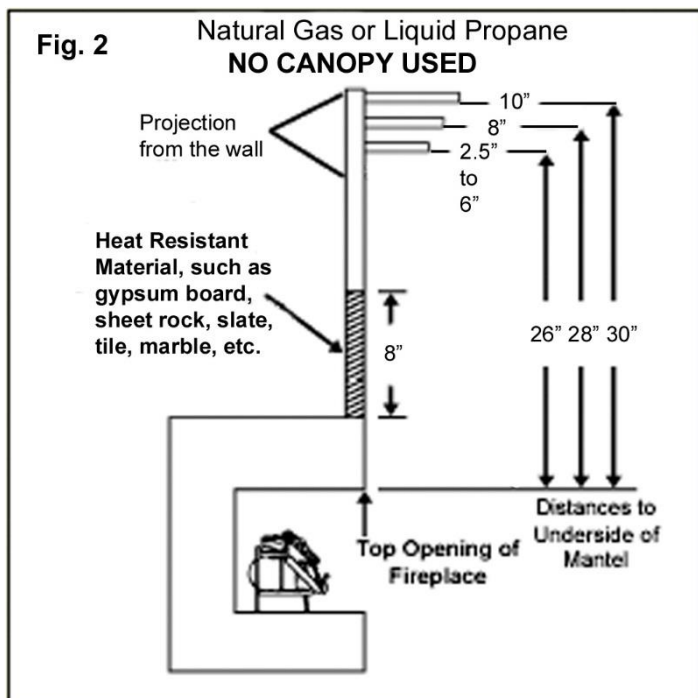 Fig. 2
Natural Gas or Liquid Propane
NO CANOPY USED
Projection
from the wall
10”
8”
2.5”
to
6”
Heat Resistant
Material, such as
gypsum board,
sheet rock, slate,
tile, marble, etc.
8”
26” 28” 30”
Top Opening of
Fireplace
Distances to
Underside of
Mantel